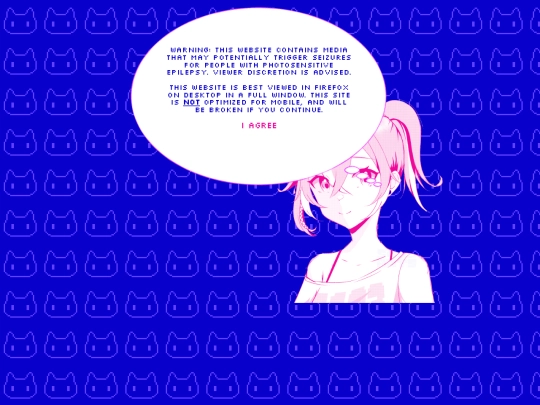 WARNING: THIS WEBSITE CONTAINS MEDIA
THAT MAY POTENTIALLY TRIGGER SEIZURES
FOR PEOPLE WITH PHOTOSENSITIVE
EPILEPSY. VIEWER DISCRETION IS ADVISED.
THIS WEBSITE IS BEST VIEWED IN FIREFOX
ON DESKTOP IN A FULL WINDOW. THIS SITE
IS NOT OPTIMIZED FOR MOBILE, AND WILL
BE BROKEN IF YOU CONTINUE.
I AGREE